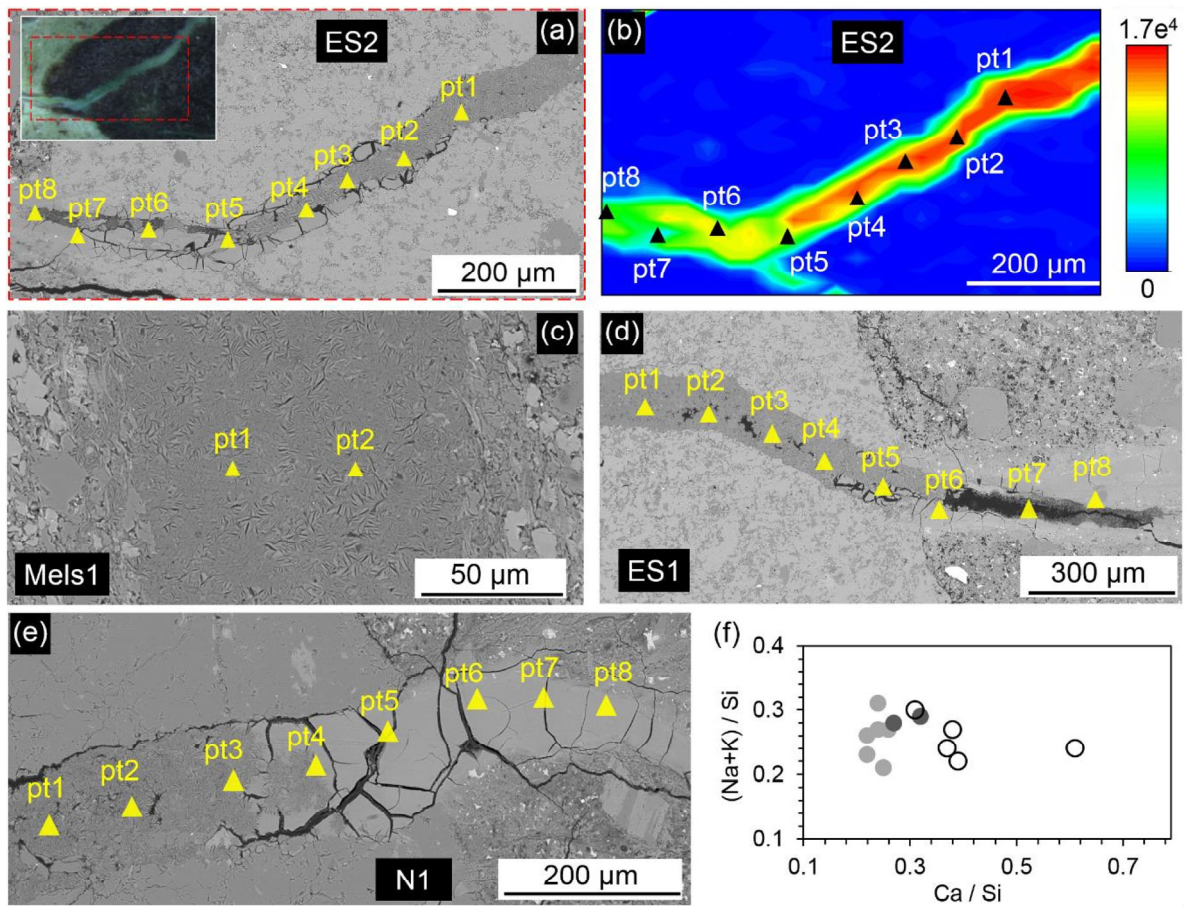 ES2
(a)
pt1
pt2
pt3
pt4
pt5
pt6
pt7
pt8
200 µm
(b)
ES2
pt1
pt2
pt3
pt4
pt5
pt6
pt7
pt8
200 µm
1.7e⁴
0
(c)
pt1
pt2
Mels1
50 µm
(d)
pt1
pt2
pt3
pt4
pt5
pt6
pt7
pt8
ES1
300 µm
(e)
pt1
pt2
pt3
pt4
pt5
pt6
pt7
pt8
N1
200 µm
(f)
0.4
0.3
0.2
0.1
(Na+K) / Si
0.1
0.3
0.5
0.7
Ca / Si